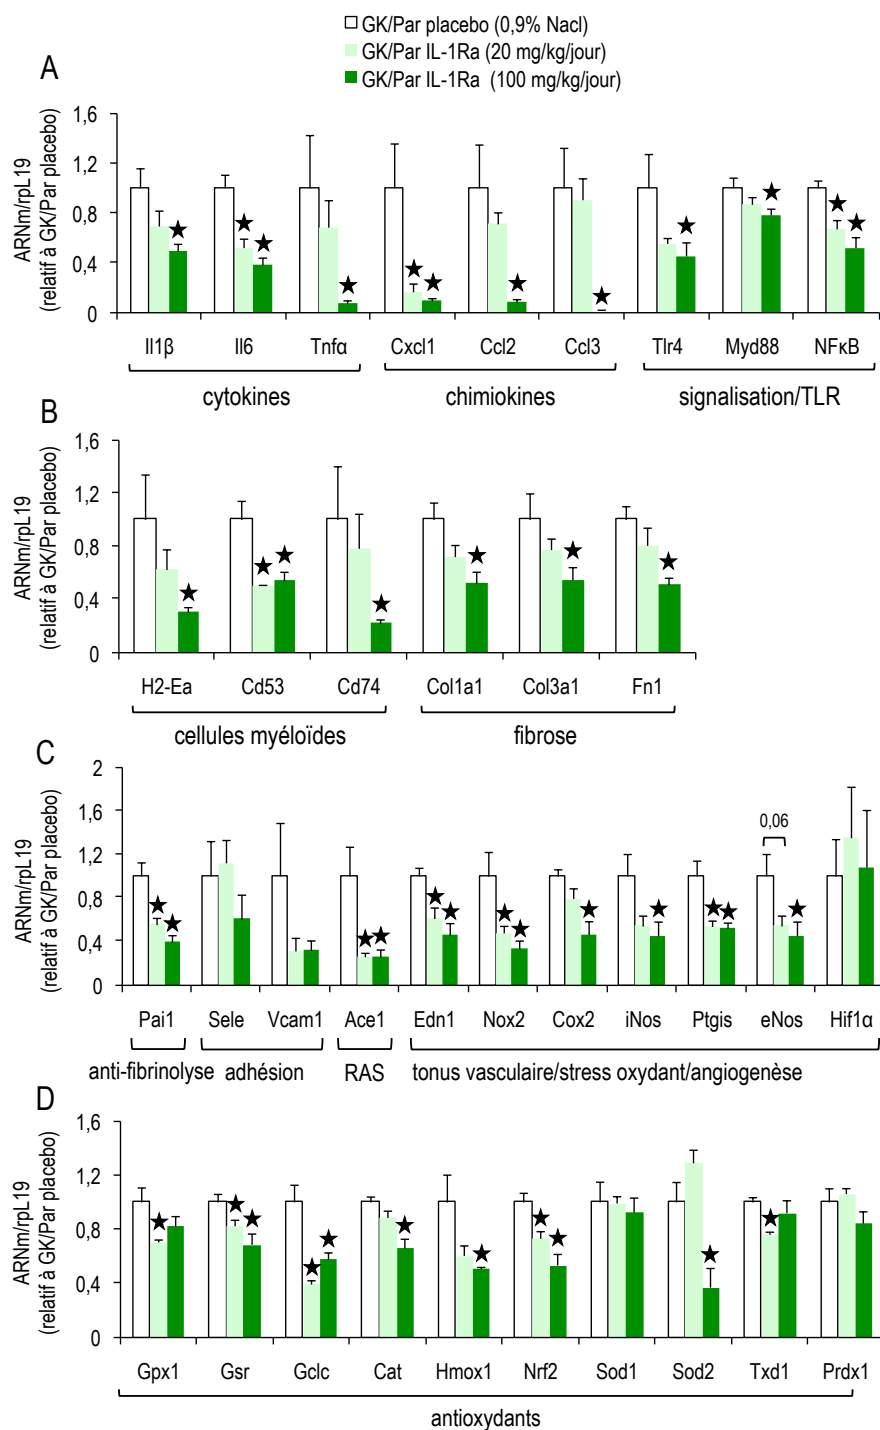 GK/Par placebo (0,9% Nacl)
GK/Par IL-1Ra (20 mg/kg/jour)
GK/Par IL-1Ra (100 mg/kg/jour)
A
ARNm/rpL19
(relatif à GK/Par placebo)
1,6
1,2
0,8
0,4
0
Il1β Il6 Tnfα Cxcl1 Ccl2 Ccl3 Tlr4 Myd88 NFκB
cytokines chimiokines signalisation/TLR
B
ARNm/rpL19
(relatif à GK/Par placebo)
1,6
1,2
0,8
0,4
0
H2-Ea Cd53 Cd74 Col1a1 Col3a1 Fn1
cellules myéloïdes fibrose
C
ARNm/rpL19
(relatif à GK/Par placebo)
2
1,6
1,2
0,8
0,4
0
0,06
Pai1 Sele Vcam1 Ace1 Edn1 Nox2 Cox2 iNos Ptgis eNos Hif1α
anti-fibrinolyse adhésion RAS tonus vasculaire/stress oxydant/angiogenèse
D
ARNm/rpL19
(relatif à GK/Par placebo)
1,6
1,2
0,8
0,4
0
Gpx1 Gsr Gclc Cat Hmox1 Nrf2 Sod1 Sod2 Txd1 Prdx1
antioxydants